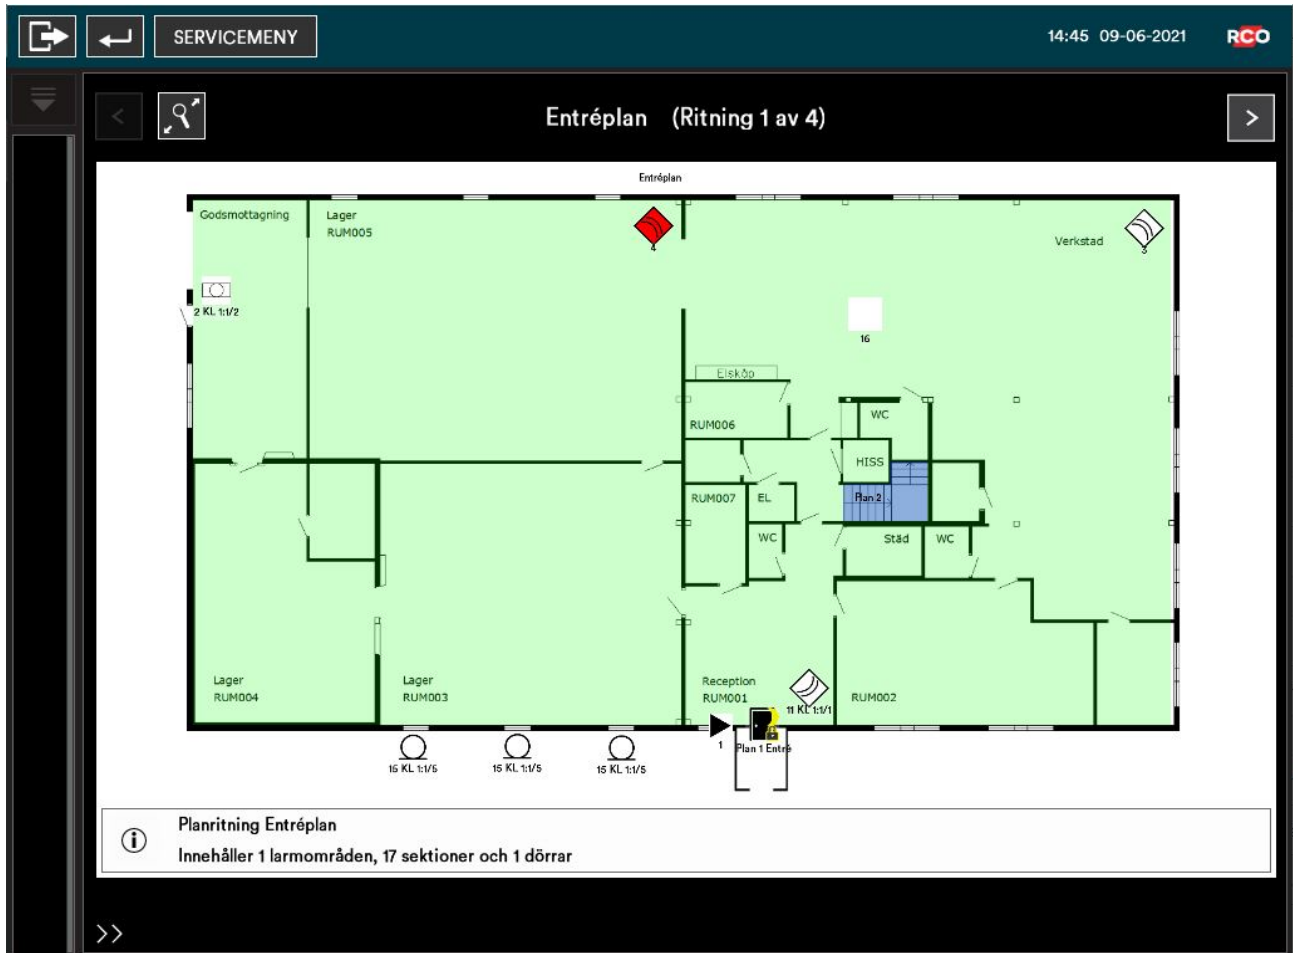 SERVICEMENY
14:45 09-06-2021
RCO
Entréplan (Ritning 1 av 4)
Entréplan
Godsmottagning
Lager
RUM005
4
Verkstad
3
2 KL 1:1/2
16
Elsköp
RUM006
WC
HISS
RUM007
EL
Plan 2
WC
Städ
WC
Lager
RUM004
Lager
RUM003
Reception
RUM001
11 KL 1:1/1
RUM002
1
Plan 1 Entré
15 KL 1:1/5
15 KL 1:1/5
15 KL 1:1/5
Planritning Entréplan
Innehåller 1 larmområden, 17 sektioner och 1 dörrar
>>